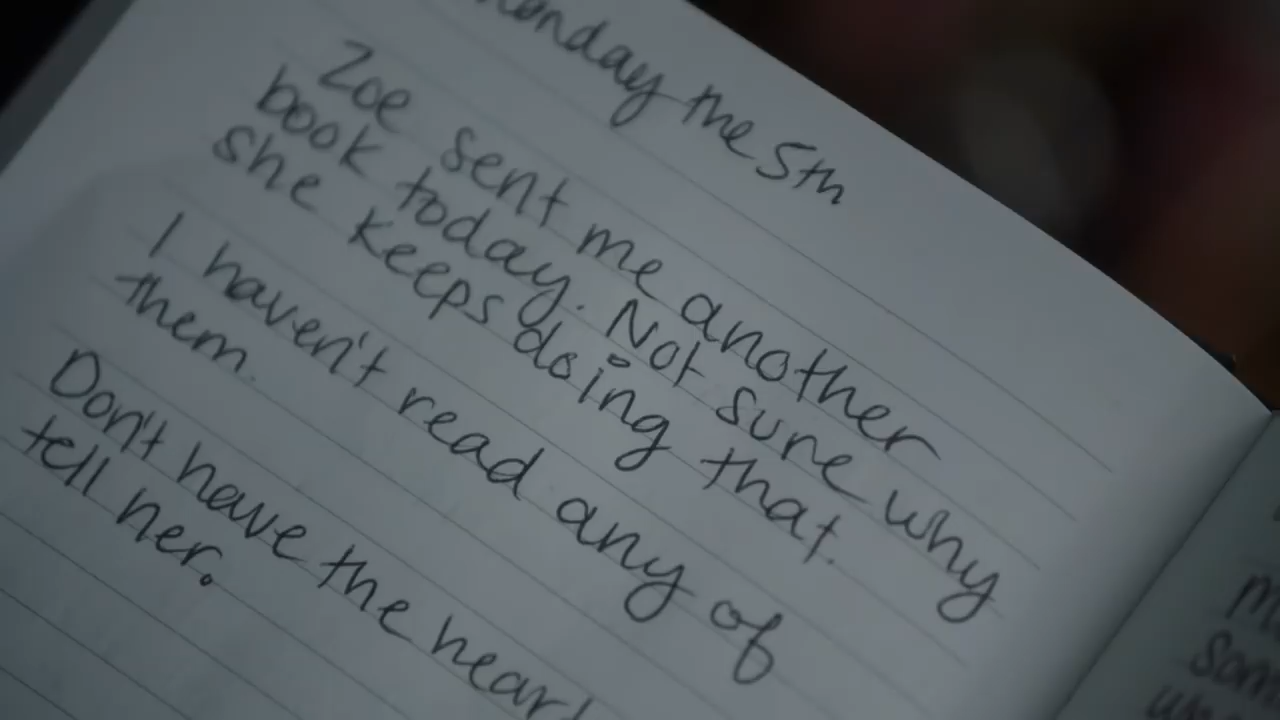 Monday the 5th
Zoe sent me another
book today. Not sure why
she keeps doing that.
I haven't read any of
them.
Don't have the heart
tell her.